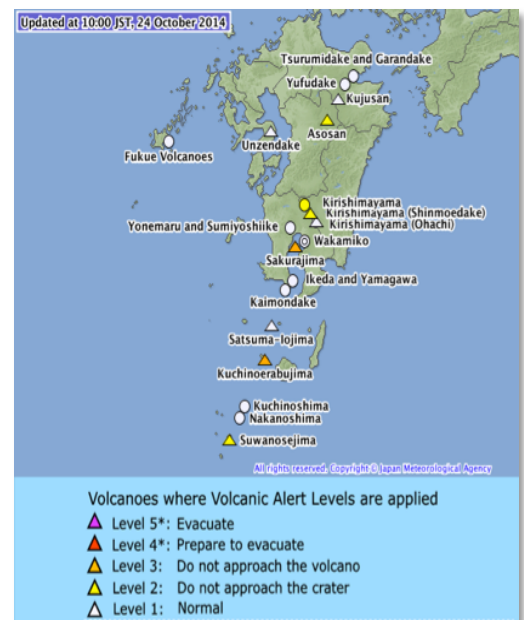 Updated at 10:00 JST, 24 October 2014
Tsurumidake and Garandake
Yufudake
Kujusan
Asosan
Unzendake
Fukue Volcanoes
Kirishimayama
Kirishimayama (Shinmoedake)
Kirishimayama (Ohachi)
Yonemaru and Sumiyoshiike
Wakamiko
Sakurajima
Ikeda and Yamagawa
Kaimondake
Satsuma-Iojima
Kuchinoerabujima
Kuchinoshima
Nakanoshima
Suwanosejima
All rights reserved. Copyright © Japan Meteorological Agency
Volcanoes where Volcanic Alert Levels are applied
Level 5*: Evacuate
Level 4*: Prepare to evacuate
Level 3: Do not approach the volcano
Level 2: Do not approach the crater
Level 1: Normal